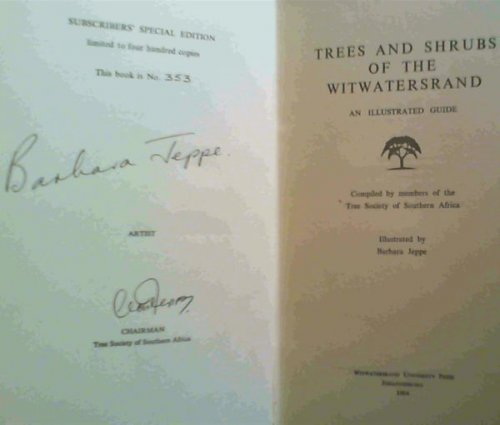 SUBSCRIBERS' SPECIAL EDITION
limited to four hundred copies
This book is No. 353
Barbara Jeppe.
ARTIST
CHAIRMAN
Tree Society of Southern Africa
TREES AND SHRUBS
OF THE
WITWATERSRAND
AN ILLUSTRATED GUIDE
Compiled by members of the
Tree Society of Southern Africa
Illustrated by
Barbara Jeppe
WITWATERSRAND UNIVERSITY PRESS
JOHANNESBURG
1964